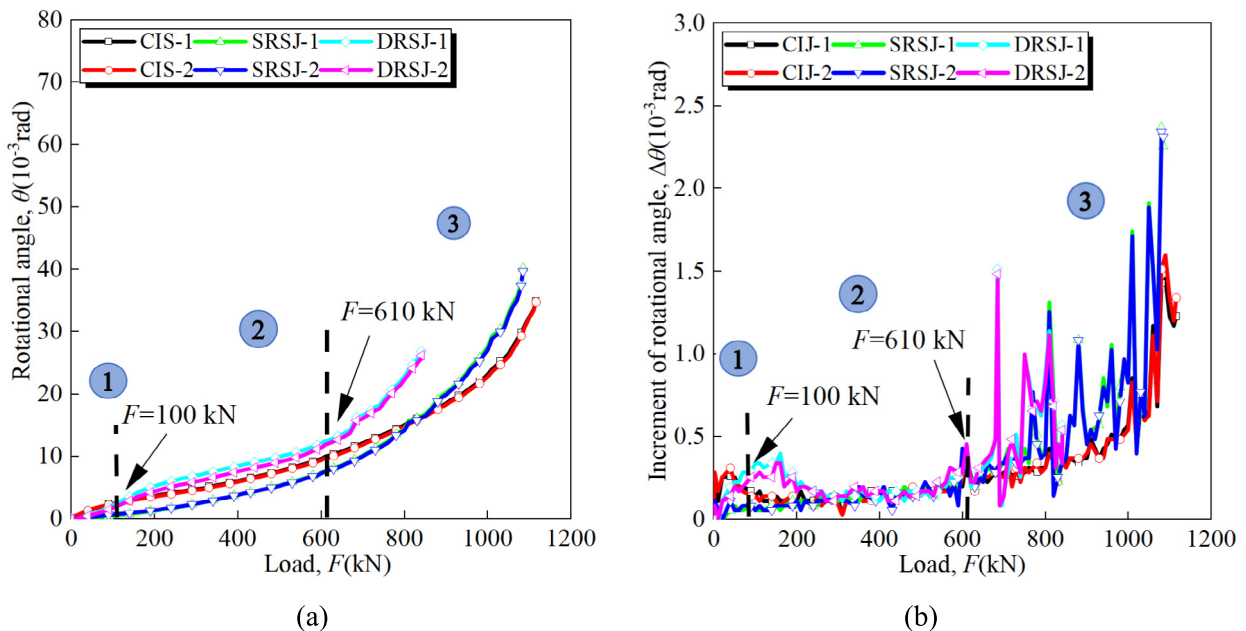 (a)
CIS-1 SRSJ-1 DRSJ-1
CIS-2 SRSJ-2 DRSJ-2
Rotational angle, θ(10⁻³rad)
80
70
60
50
40
30
20
10
0
1
2
3
F=100 kN
F=610 kN
0 200 400 600 800 1000 1200
Load, F(kN)
(a)
(b)
CIJ-1 SRSJ-1 DRSJ-1
CIJ-2 SRSJ-2 DRSJ-2
Increment of rotational angle, Δθ(10⁻³rad)
3.0
2.5
2.0
1.5
1.0
0.5
0
1
2
3
F=100 kN
F=610 kN
0 200 400 600 800 1000 1200
Load, F(kN)
(b)